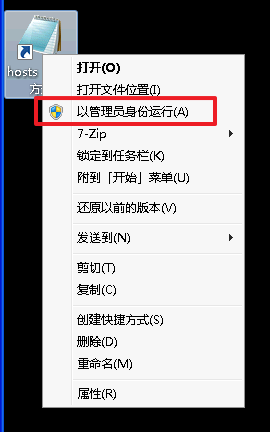 hosts
方
打开(O)
打开文件位置(I)
以管理员身份运行(A)
7-Zip
锁定到任务栏(K)
附到「开始」菜单(U)
还原以前的版本(V)
发送到(N)
剪切(T)
复制(C)
创建快捷方式(S)
删除(D)
重命名(M)
属性(R)